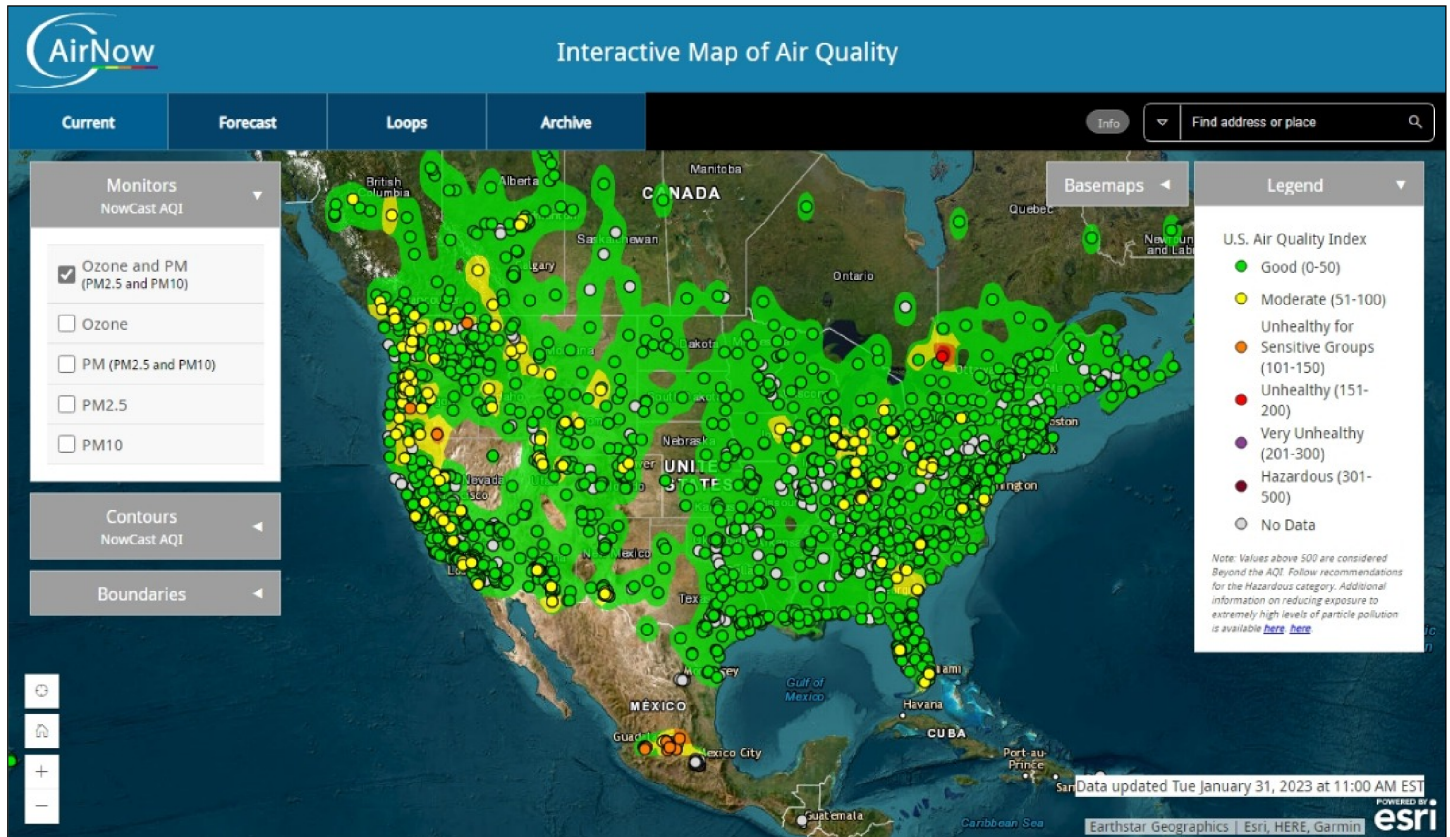 AirNow
Interactive Map of Air Quality
Current
Forecast
Loops
Archive
Info
Find address or place
Monitors
NowCast AQI
Ozone and PM
(PM2.5 and PM10)
Ozone
PM (PM2.5 and PM10)
PM2.5
PM10
Contours
NowCast AQI
Boundaries
Basemaps
Legend
U.S. Air Quality Index
Good (0-50)
Moderate (51-100)
Unhealthy for
Sensitive Groups
(101-150)
Unhealthy (151-
200)
Very Unhealthy
(201-300)
Hazardous (301-
500)
No Data
Note: Values above 500 are considered
Beyond the AQI. Follow recommendations
for the Hazardous category. Additional
information on reducing exposure to
extremely high levels of particle pollution
is available here. here.
British
Columbia
Alberta
Manitoba
CANADA
Saskatchewan
Ontario
Quebec
Nebraska
UNITED
STATES
Nevada
New Mexico
MÉXICO
Mexico City
Gulf of
Mexico
Havana
CUBA
Port-au-
Prince
Guatemala
Caribbean Sea
Data updated Tue January 31, 2023 at 11:00 AM EST
Earthstar Geographics | Esri, HERE, Garmin
POWERED BY
esri